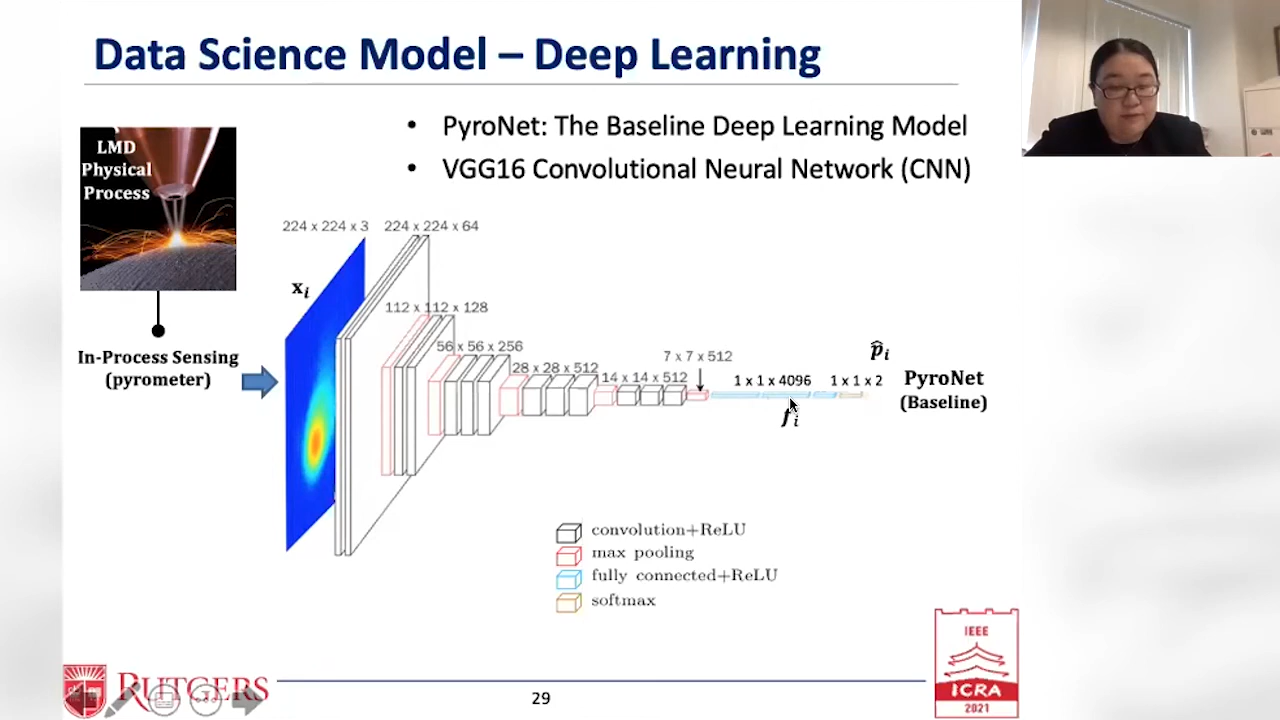 Data Science Model – Deep Learning
• PyroNet: The Baseline Deep Learning Model
• VGG16 Convolutional Neural Network (CNN)
LMD
Physical
Process
In-Process Sensing
(pyrometer)
224 x 224 x 3
224 x 224 x 64
x_i
112 x 112 x 128
56 x 56 x 256
28 x 28 x 512
14 x 14 x 512
7 x 7 x 512
1 x 1 x 4096
1 x 1 x 2
f_i
p̂_i
PyroNet
(Baseline)
convolution+ReLU
max pooling
fully connected+ReLU
softmax
RUTGERS
29
IEEE
ICRA
2021